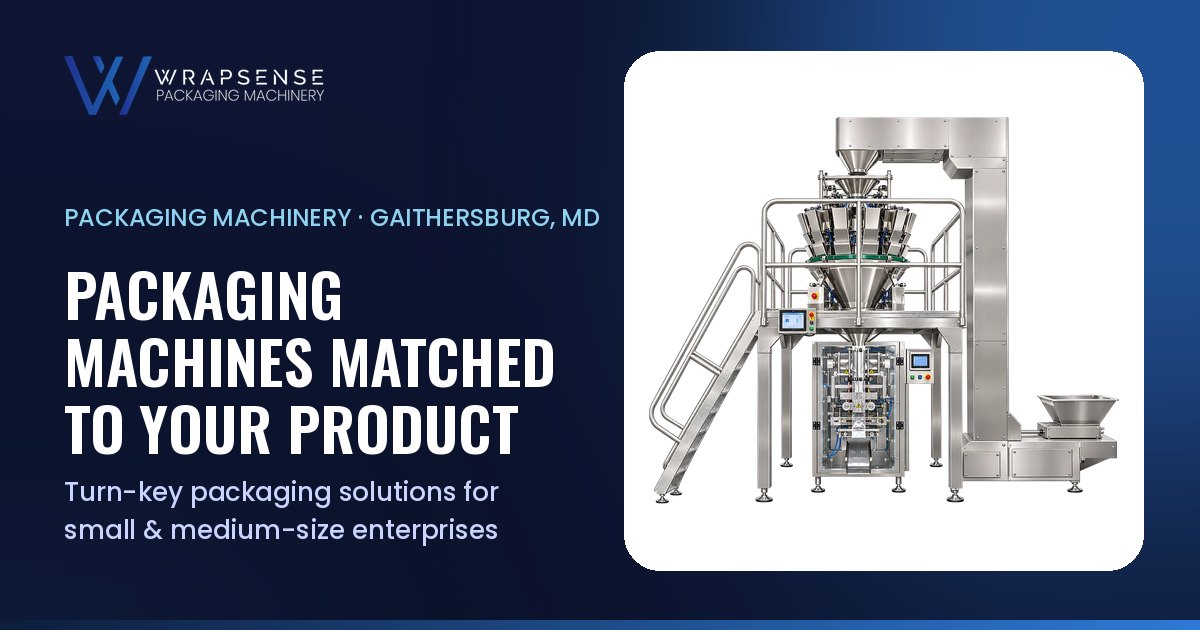 WRAPSENSE
PACKAGING MACHINERY
PACKAGING MACHINERY · GAITHERSBURG, MD
PACKAGING
MACHINES MATCHED
TO YOUR PRODUCT
Turn-key packaging solutions for
small & medium-size enterprises